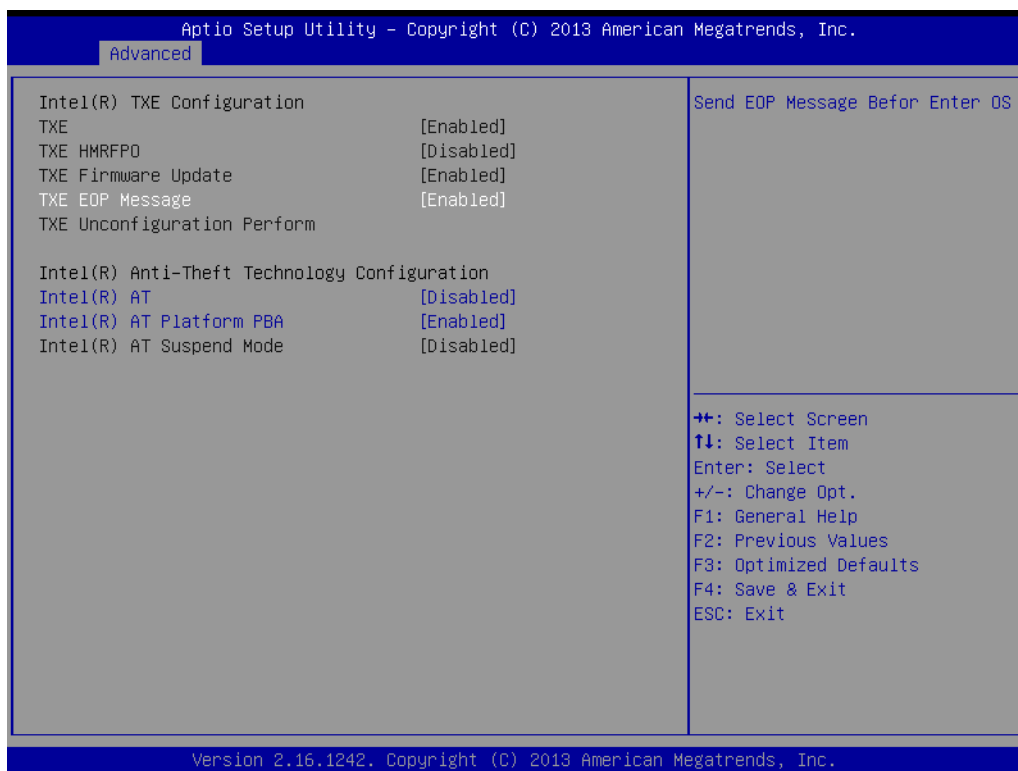 Aptio Setup Utility – Copyright (C) 2013 American Megatrends, Inc.
Advanced
Intel(R) TXE Configuration
TXE [Enabled]
TXE HMRFPO [Disabled]
TXE Firmware Update [Enabled]
TXE EOP Message [Enabled]
TXE Unconfiguration Perform
Intel(R) Anti-Theft Technology Configuration
Intel(R) AT [Disabled]
Intel(R) AT Platform PBA [Enabled]
Intel(R) AT Suspend Mode [Disabled]
Send EOP Message Befor Enter OS
→←: Select Screen
↑↓: Select Item
Enter: Select
+/-: Change Opt.
F1: General Help
F2: Previous Values
F3: Optimized Defaults
F4: Save & Exit
ESC: Exit
Version 2.16.1242. Copyright (C) 2013 American Megatrends, Inc.